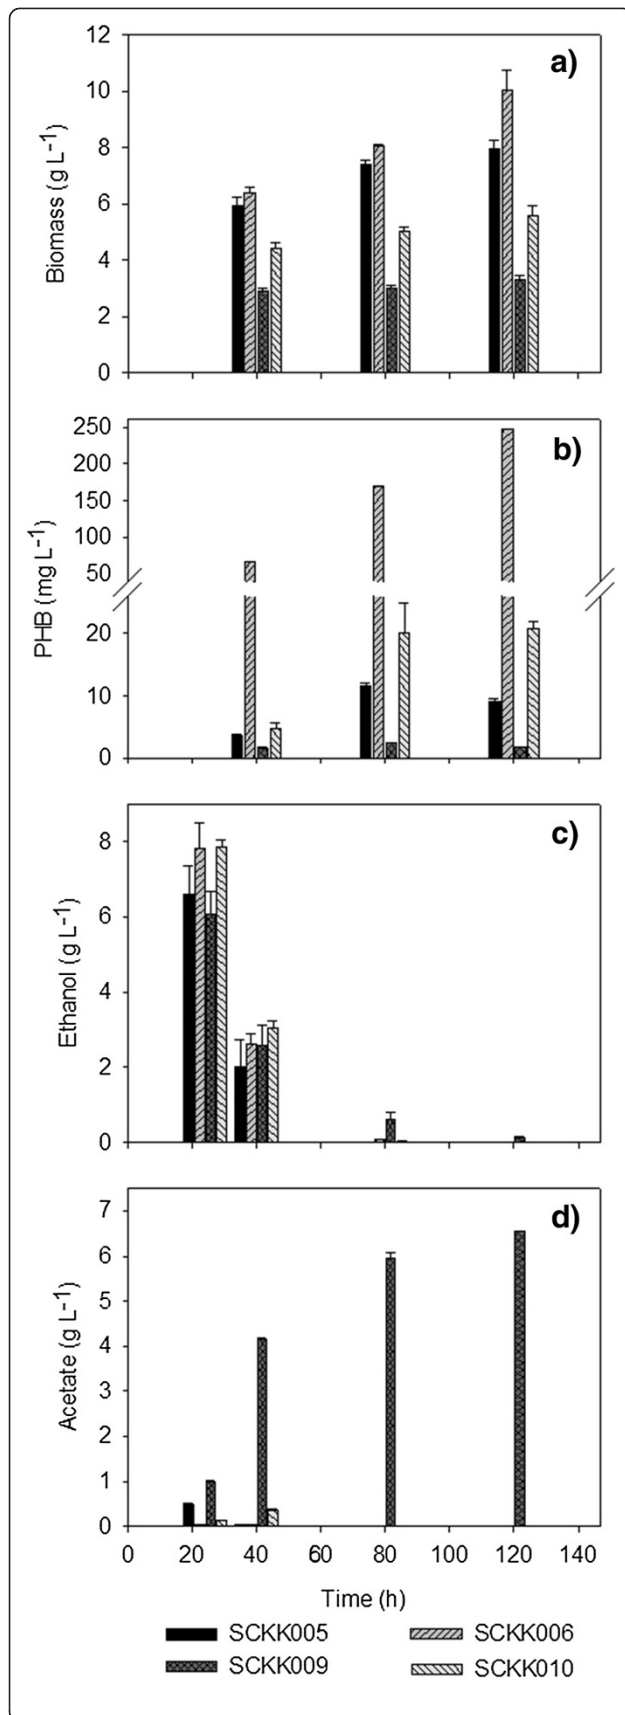 a)
12
10
8
6
4
2
0
Biomass (g L-1)
b)
250
200
150
100
50
20
10
0
PHB (mg L-1)
c)
8
6
4
2
0
Ethanol (g L-1)
d)
7
6
5
4
3
2
1
0
Acetate (g L-1)
0 20 40 60 80 100 120 140
Time (h)
SCKK005 SCKK006
SCKK009 SCKK010